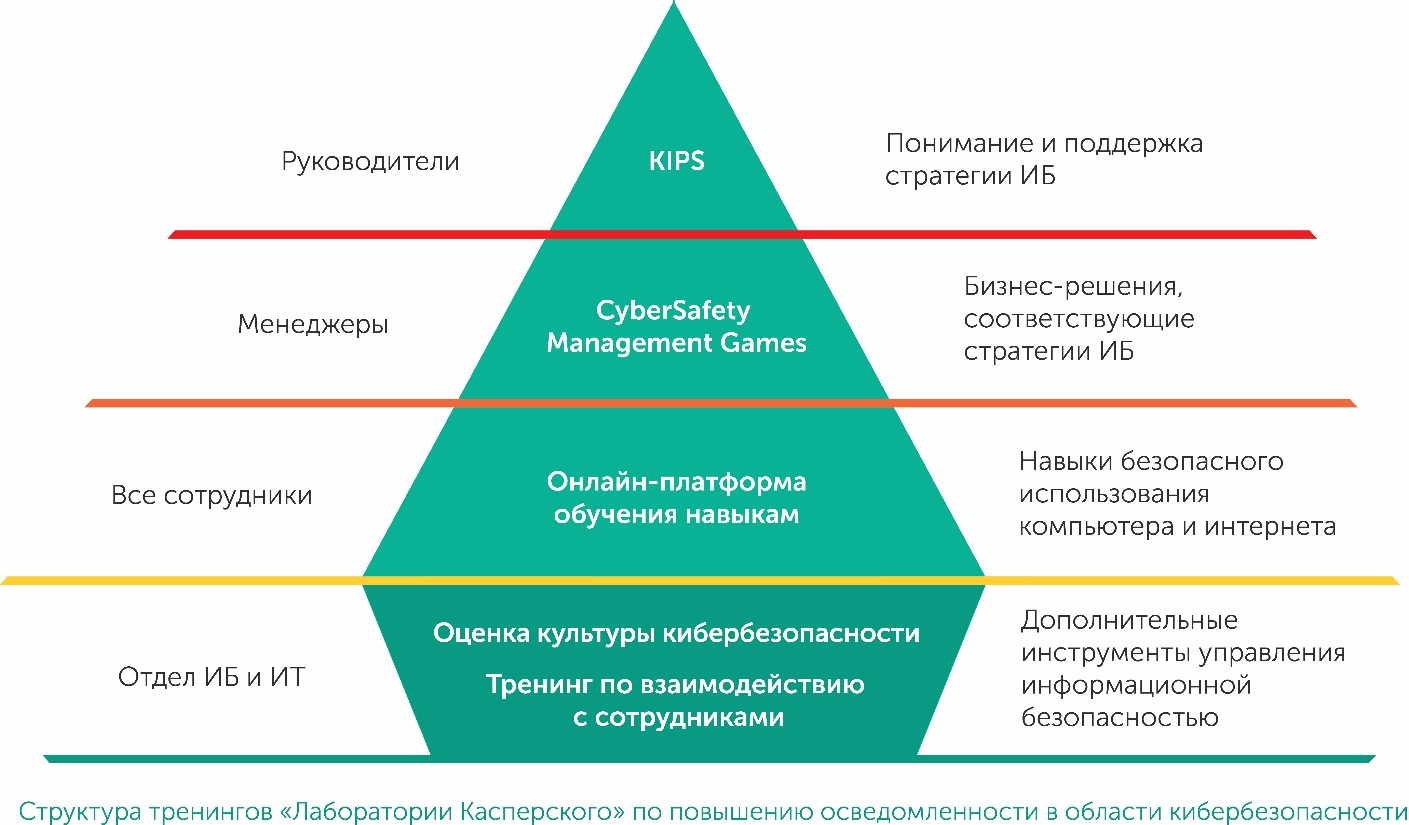 Руководители
KIPS
Понимание и поддержка
стратегии ИБ
Менеджеры
CyberSafety
Management Games
Бизнес-решения,
соответствующие
стратегии ИБ
Все сотрудники
Онлайн-платформа
обучения навыкам
Навыки безопасного
использования
компьютера и интернета
Отдел ИБ и ИТ
Оценка культуры кибербезопасности
Тренинг по взаимодействию
с сотрудниками
Дополнительные
инструменты управления
информационной
безопасностью
Структура тренингов «Лаборатории Касперского» по повышению осведомленности в области кибербезопасности